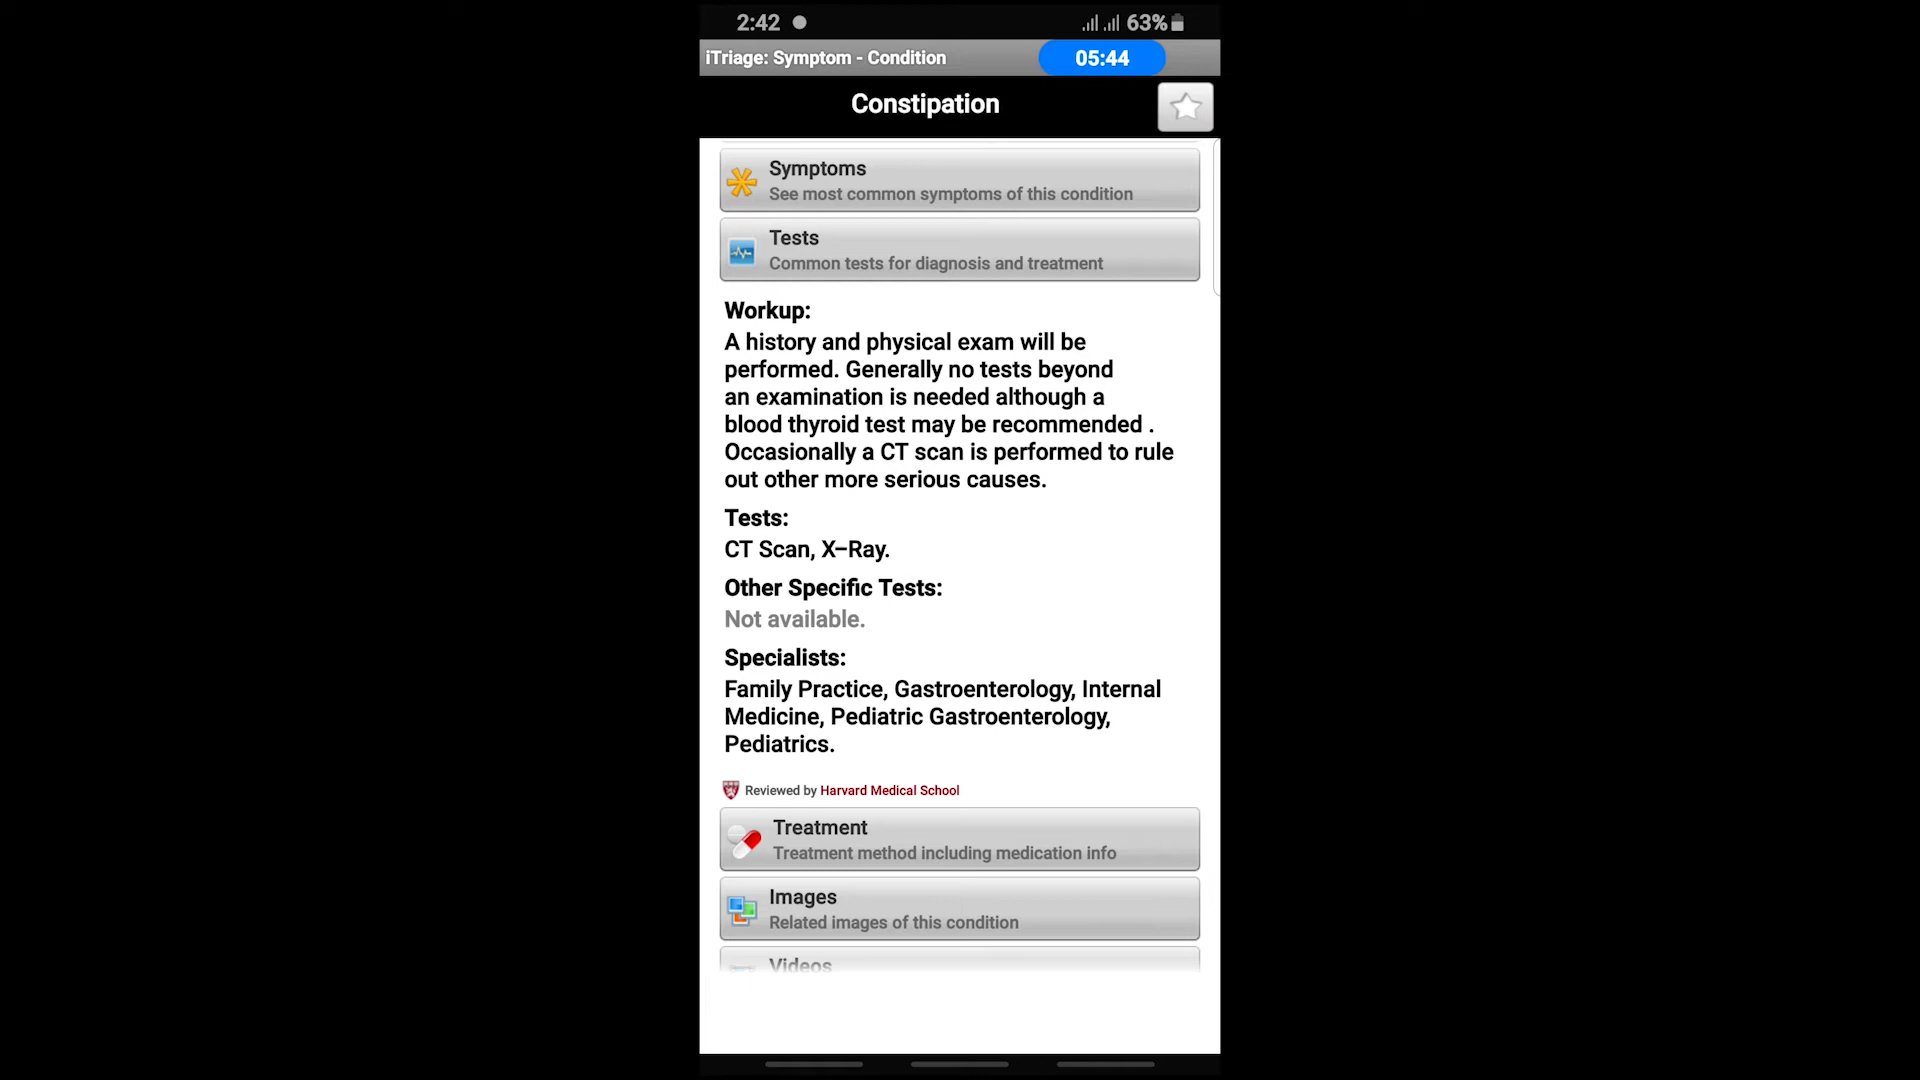 2:42
63%
iTriage: Symptom - Condition
05:44
Constipation
Symptoms
See most common symptoms of this condition
Tests
Common tests for diagnosis and treatment
Workup:
A history and physical exam will be
performed. Generally no tests beyond
an examination is needed although a
blood thyroid test may be recommended .
Occasionally a CT scan is performed to rule
out other more serious causes.
Tests:
CT Scan, X-Ray.
Other Specific Tests:
Not available.
Specialists:
Family Practice, Gastroenterology, Internal
Medicine, Pediatric Gastroenterology,
Pediatrics.
Reviewed by Harvard Medical School
Treatment
Treatment method including medication info
Images
Related images of this condition
Videos